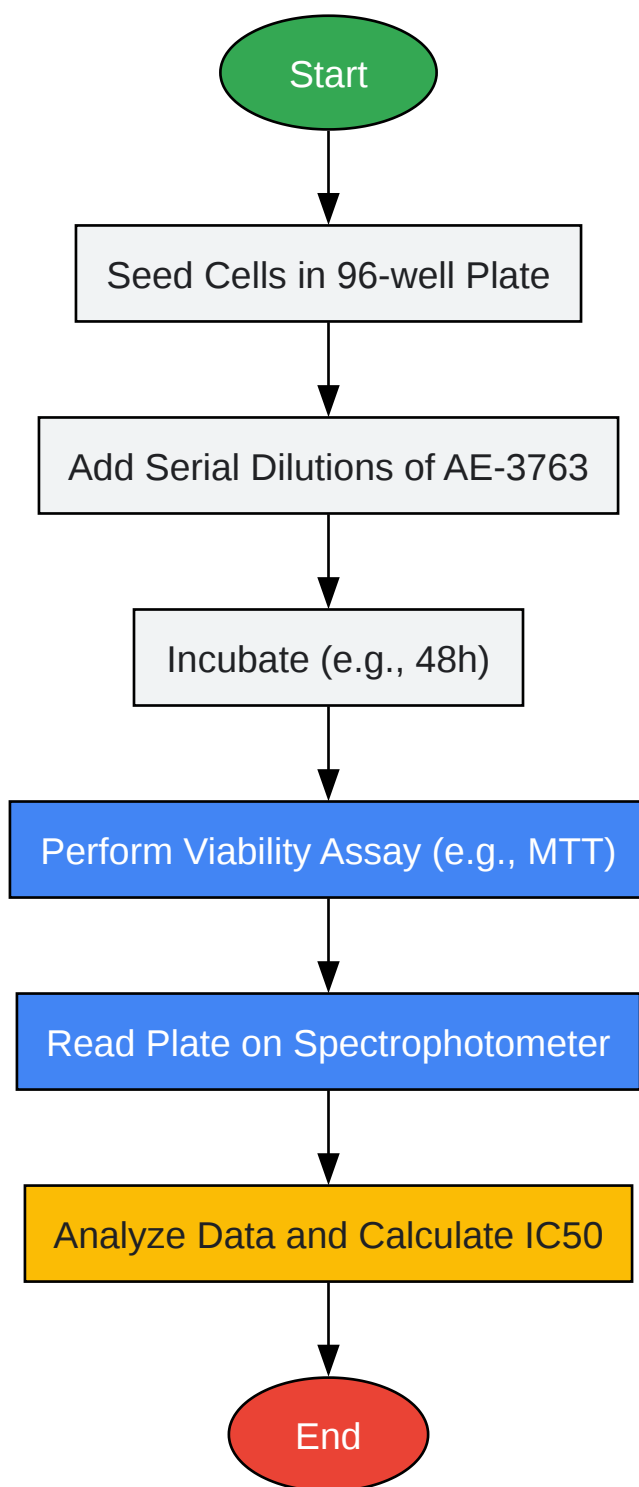 Start
Seed Cells in 96-well Plate
Add Serial Dilutions of AE-3763
Incubate (e.g., 48h)
Perform Viability Assay (e.g., MTT)
Read Plate on Spectrophotometer
Analyze Data and Calculate IC50
End